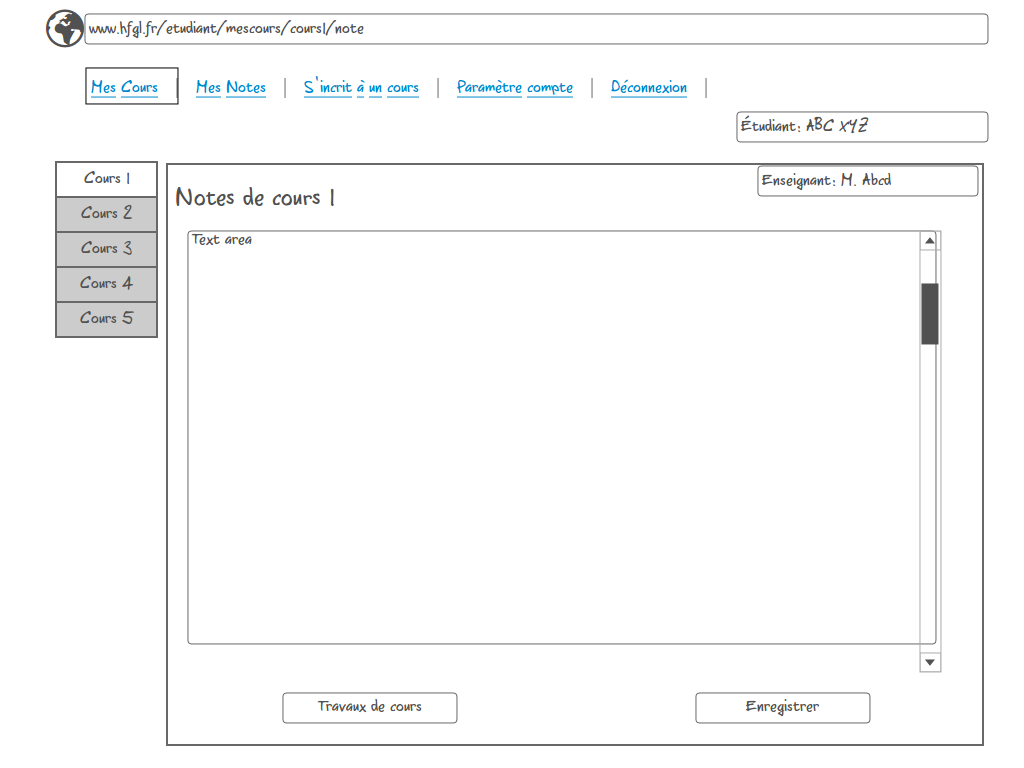 www.hfgl.fr/etudiant/mescours/cours1/note
Mes Cours | Mes Notes | S'incrit à un cours | Paramètre compte | Déconnexion |
Étudiant: ABC XYZ
Cours 1
Cours 2
Cours 3
Cours 4
Cours 5
Enseignant: M. Abcd
Notes de cours 1
Text area
Travaux de cours
Enregistrer